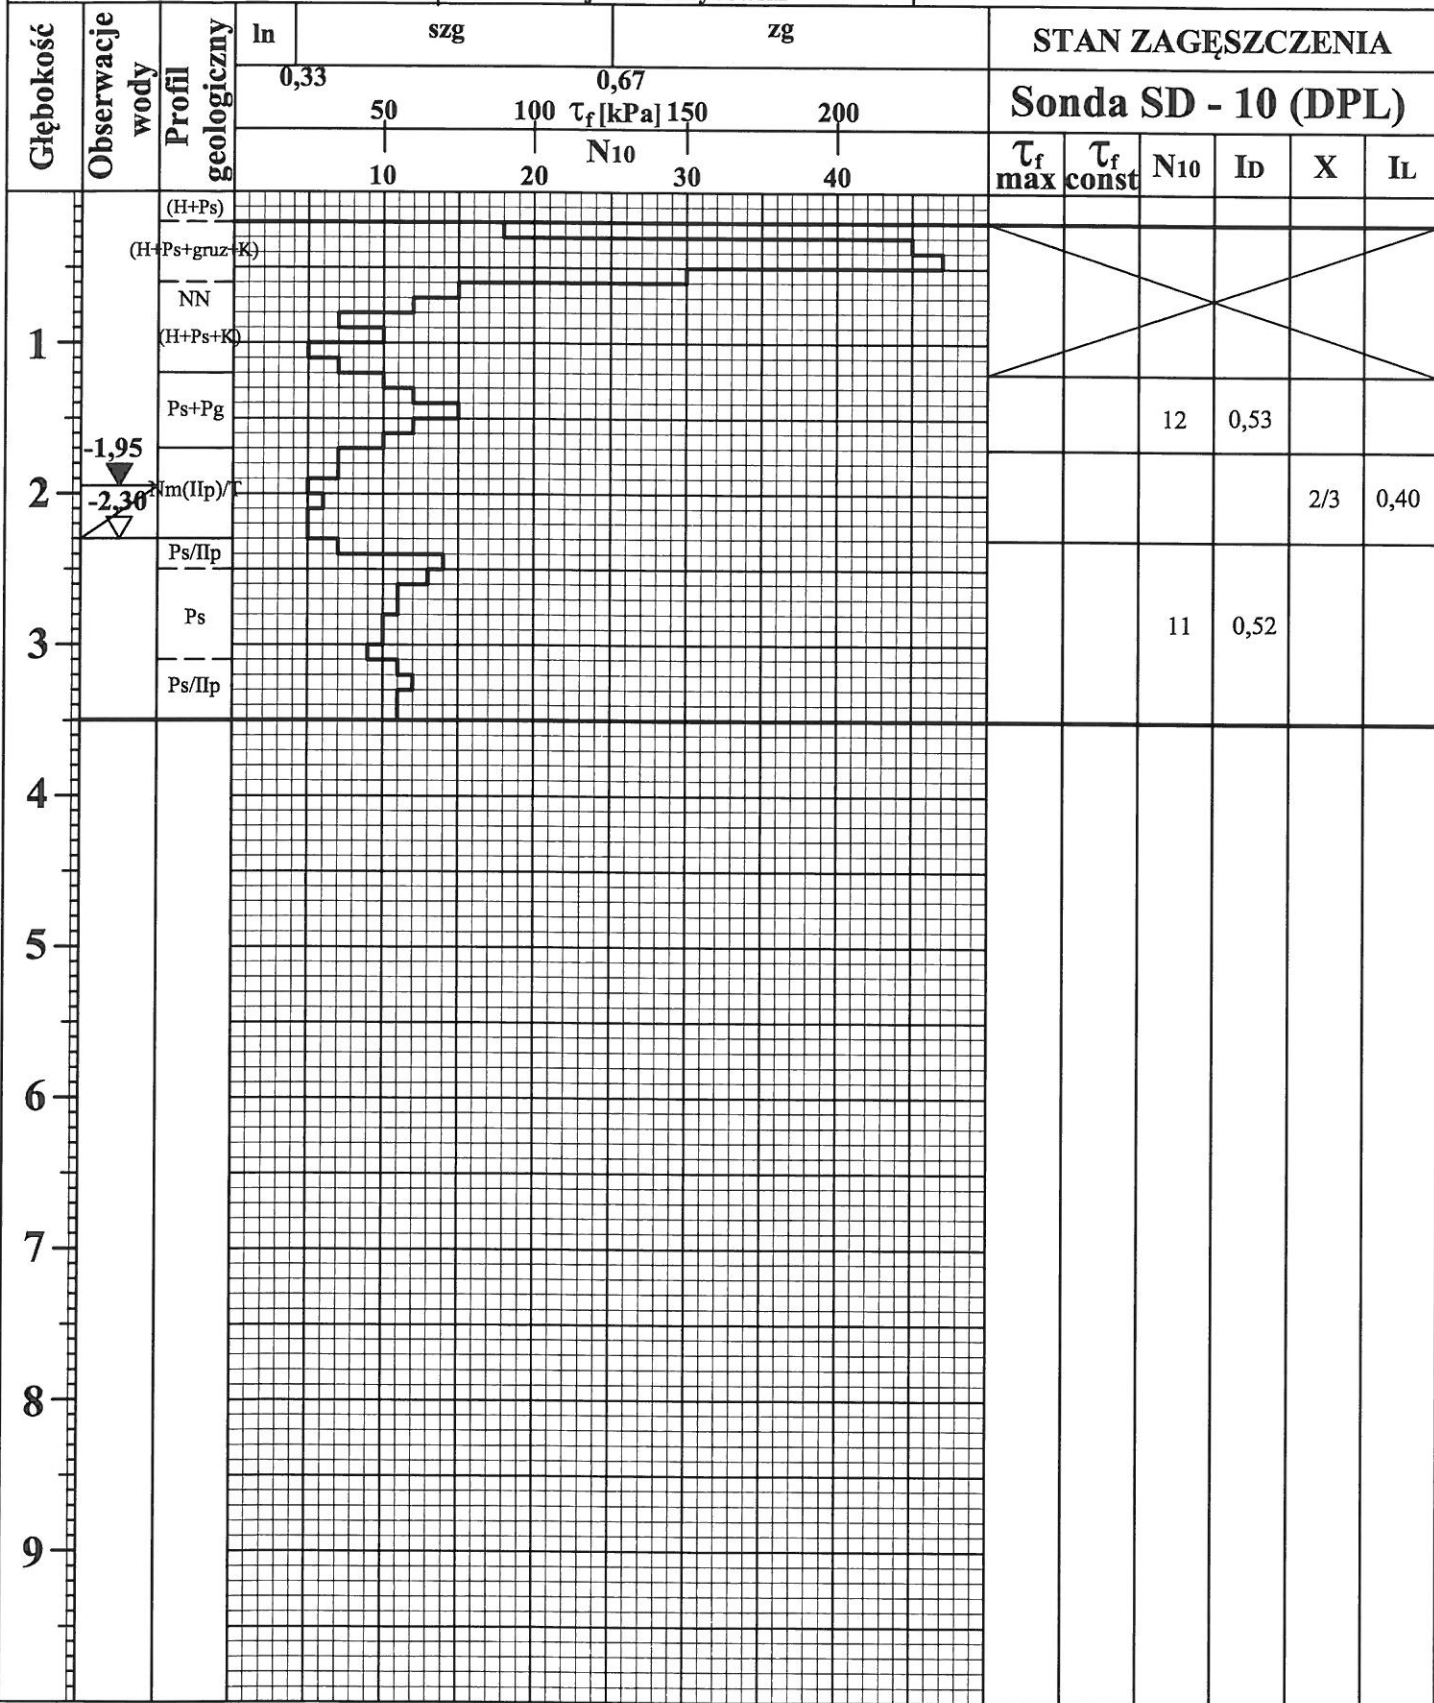 Głębokość
Obserwacje
wody
Profil
geologiczny
ln szg zg
0,33 0,67
50 100 τf [kPa] 150 200
N10
10 20 30 40
STAN ZAGĘSZCZENIA
Sonda SD - 10 (DPL)
τf max τf const N10 ID X IL
(H+Ps)
(H+Ps+gruz+K)
NN
1 (H+Ps+K)
Ps+Pg 12 0,53
-1,95
2 Nm(IIp)/T 2/3 0,40
-2,30
Ps/IIp
Ps 11 0,52
3
Ps/IIp
4
5
6
7
8
9